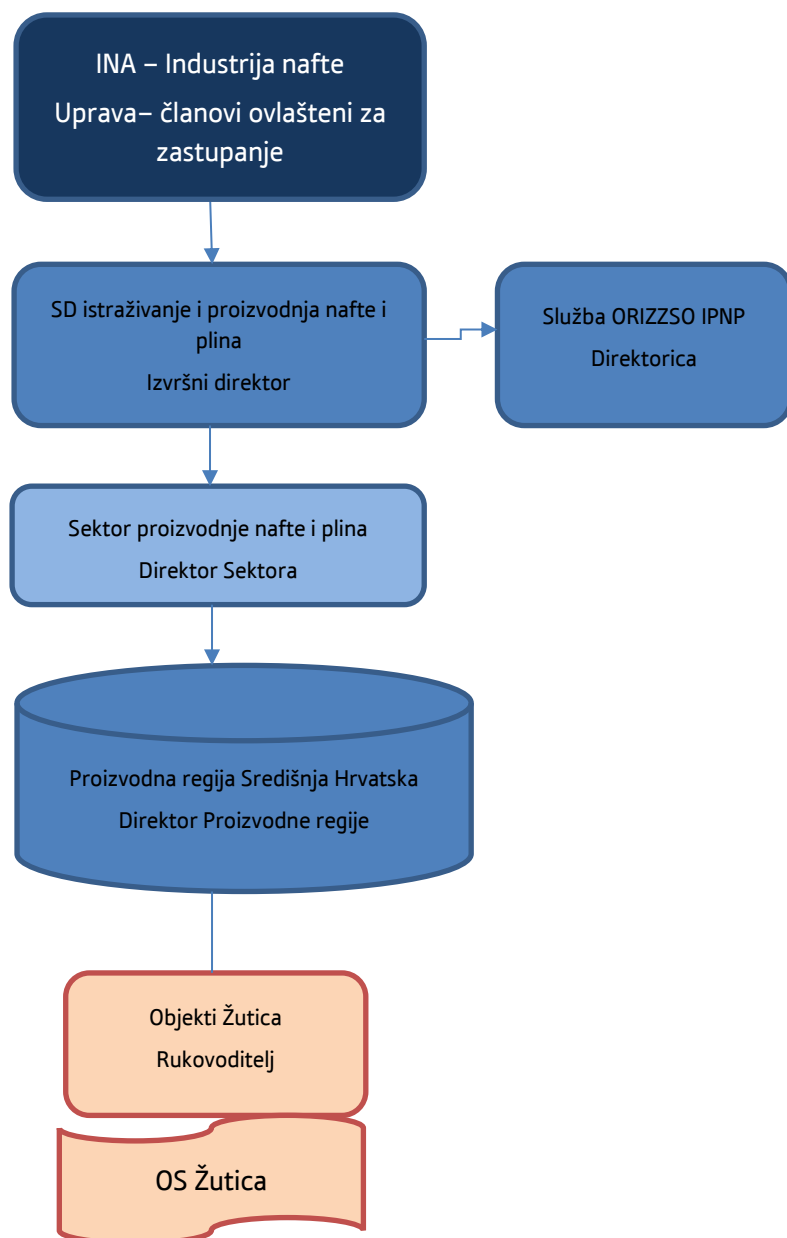 INA – Industrija nafte
Uprava– članovi ovlašteni za
zastupanje
SD istraživanje i proizvodnja nafte i
plina
Izvršni direktor
Služba ORIZZSO IPNP
Direktorica
Sektor proizvodnje nafte i plina
Direktor Sektora
Proizvodna regija Središnja Hrvatska
Direktor Proizvodne regije
Objekti Žutica
Rukovoditelj
OS Žutica